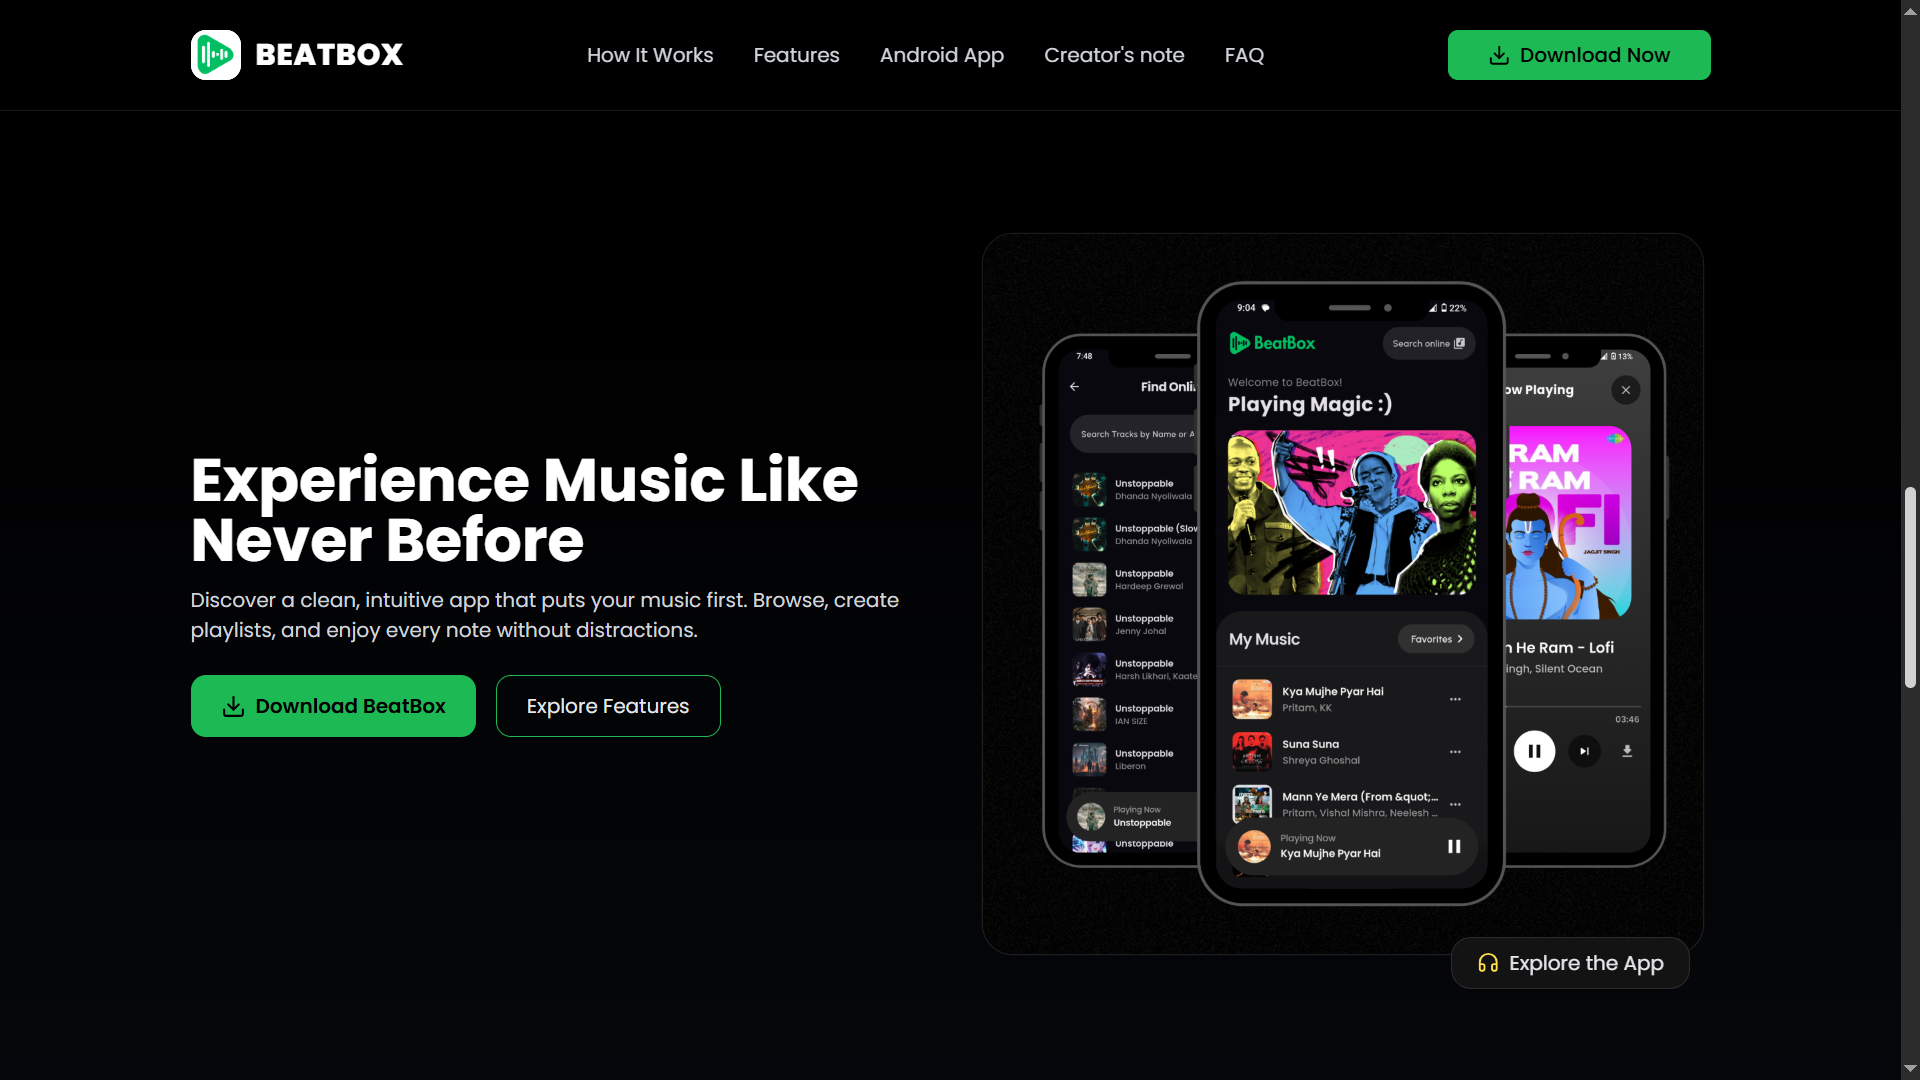 BEATBOX
How It Works
Features
Android App
Creator's note
FAQ
Download Now
Experience Music Like
Never Before
Discover a clean, intuitive app that puts your music first. Browse, create
playlists, and enjoy every note without distractions.
Download BeatBox
Explore Features
7:48
Find Onli
Search Tracks by Name or A
Unstoppable
Dhanda Nyoliwala
Unstoppable (Slow
Dhanda Nyoliwala
Unstoppable
Hardeep Grewal
Unstoppable
Jenny Johal
Unstoppable
Harsh Likhari, Kaate
Unstoppable
IAN SIZE
Unstoppable
Liberon
Playing Now
Unstoppable
Unstoppable
9:04
22%
BeatBox
Search online
Welcome to BeatBox!
Playing Magic :)
My Music
Favorites
Kya Mujhe Pyar Hai
Pritam, KK
Suna Suna
Shreya Ghoshal
Mann Ye Mera (From &quot;...
Pritam, Vishal Mishra, Neelesh ...
Playing Now
Kya Mujhe Pyar Hai
13%
ow Playing
RAM
RAM
OFI
JAGJIT SINGH
He Ram - Lofi
ingh, Silent Ocean
03:46
Explore the App